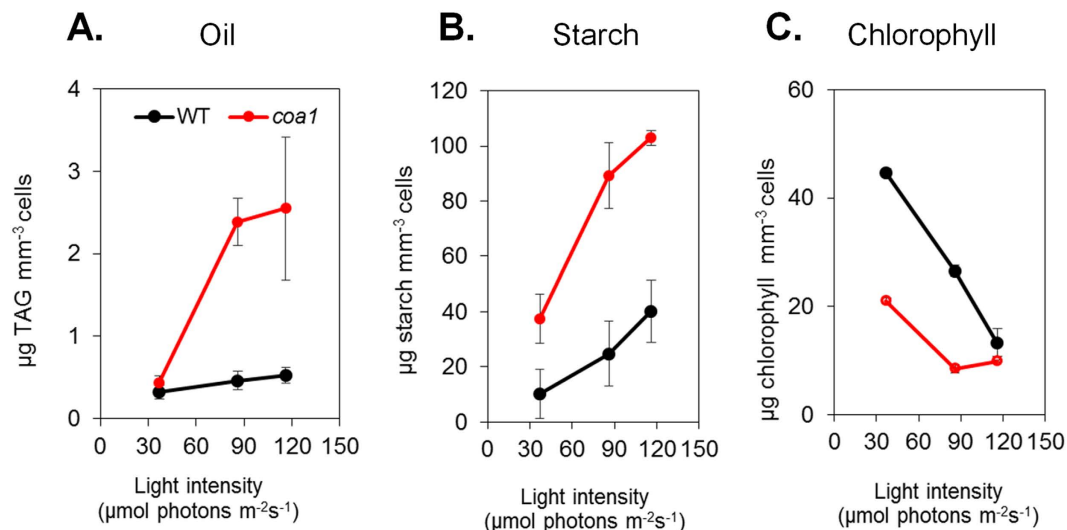 A. Oil
µg TAG mm⁻³ cells
4
3
2
1
0
WT coa1
0 30 60 90 120 150
Light intensity
(µmol photons m⁻²s⁻¹)
B. Starch
µg starch mm⁻³ cells
120
100
80
60
40
20
0
0 30 60 90 120 150
Light intensity
(µmol photons m⁻²s⁻¹)
C. Chlorophyll
µg chlorophyll mm⁻³ cells
60
40
20
0
0 30 60 90 120 150
Light intensity
(µmol photons m⁻²s⁻¹)